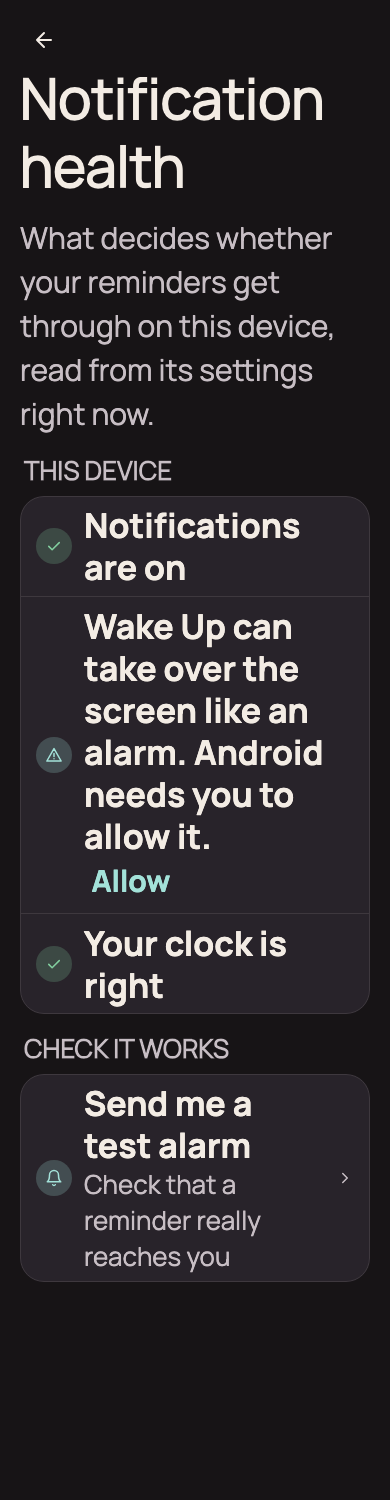 Notification
health
What decides whether
your reminders get
through on this device,
read from its settings
right now.
THIS DEVICE
Notifications
are on
Wake Up can
take over the
screen like an
alarm. Android
needs you to
allow it.
Allow
Your clock is
right
CHECK IT WORKS
Send me a
test alarm
Check that a
reminder really
reaches you